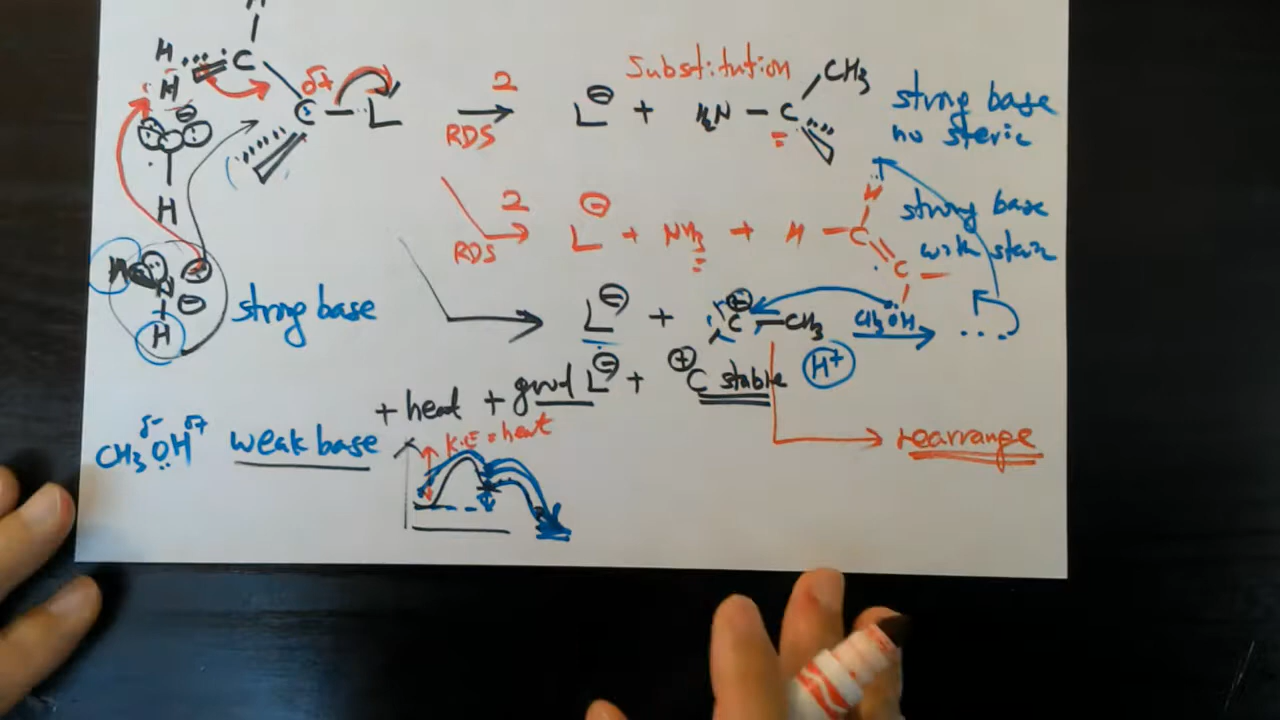 H
H C
H δ+ C – L
2
RDS
L⊖ + H₂N – C CH₃
Substitution
strong base
no steric
H
2
RDS
L⊖ + NH₃ + H – C = C
H
strong base
with steric
H N ⊖
H
strong base
L⊖ + ⊕C – CH₃
CH₃OH
...
+ heat + good L⊖ + ⊕C stable
H⁺
CH₃OH δ- δ+
weak base
K.E = heat
rearrange